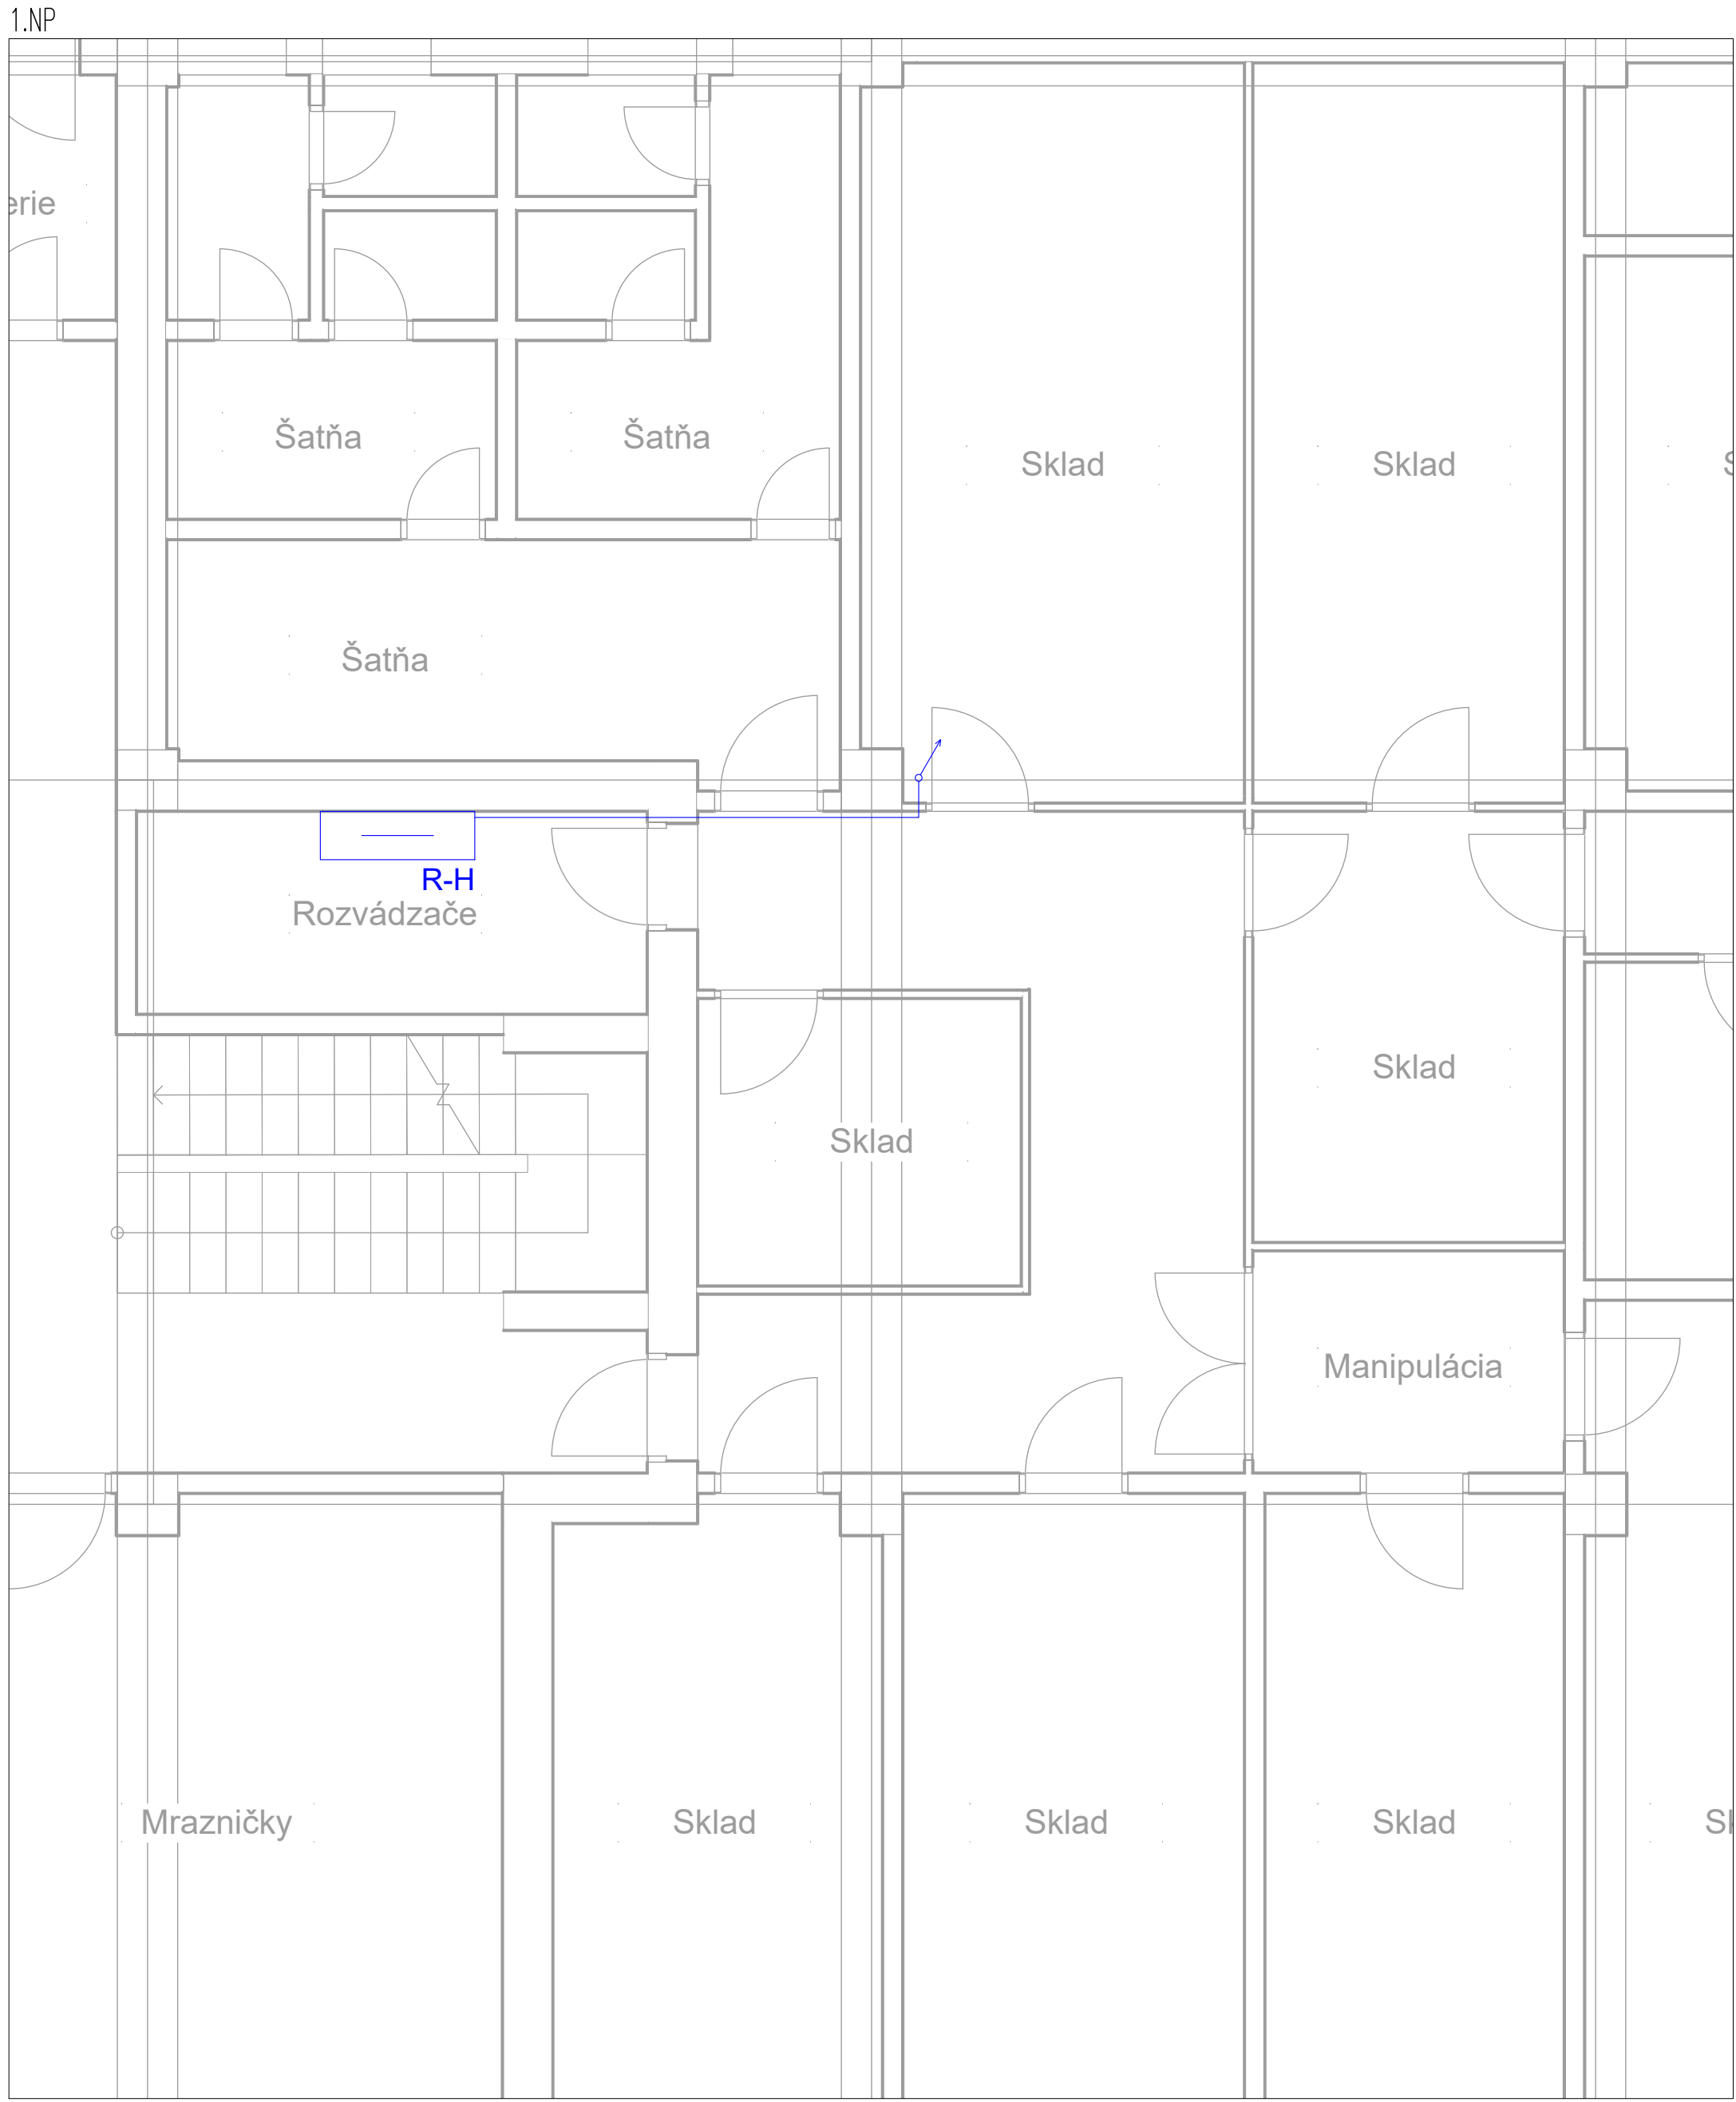 1.NP
erie
Šatňa
Šatňa
Sklad
Sklad
Šatňa
R-H
Rozvádzače
Sklad
Sklad
Manipulácia
Mrazničky
Sklad
Sklad
Sklad